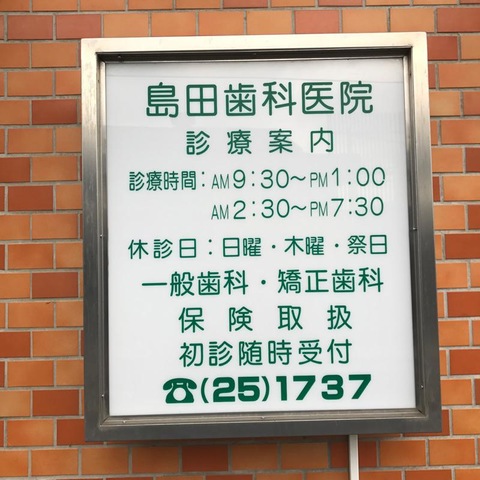 島田歯科医院
診療案内
診療時間：AM9:30〜PM1:00
AM2:30〜PM7:30
休診日：日曜・木曜・祭日
一般歯科・矯正歯科
保険取扱
初診随時受付
☎(25)1737